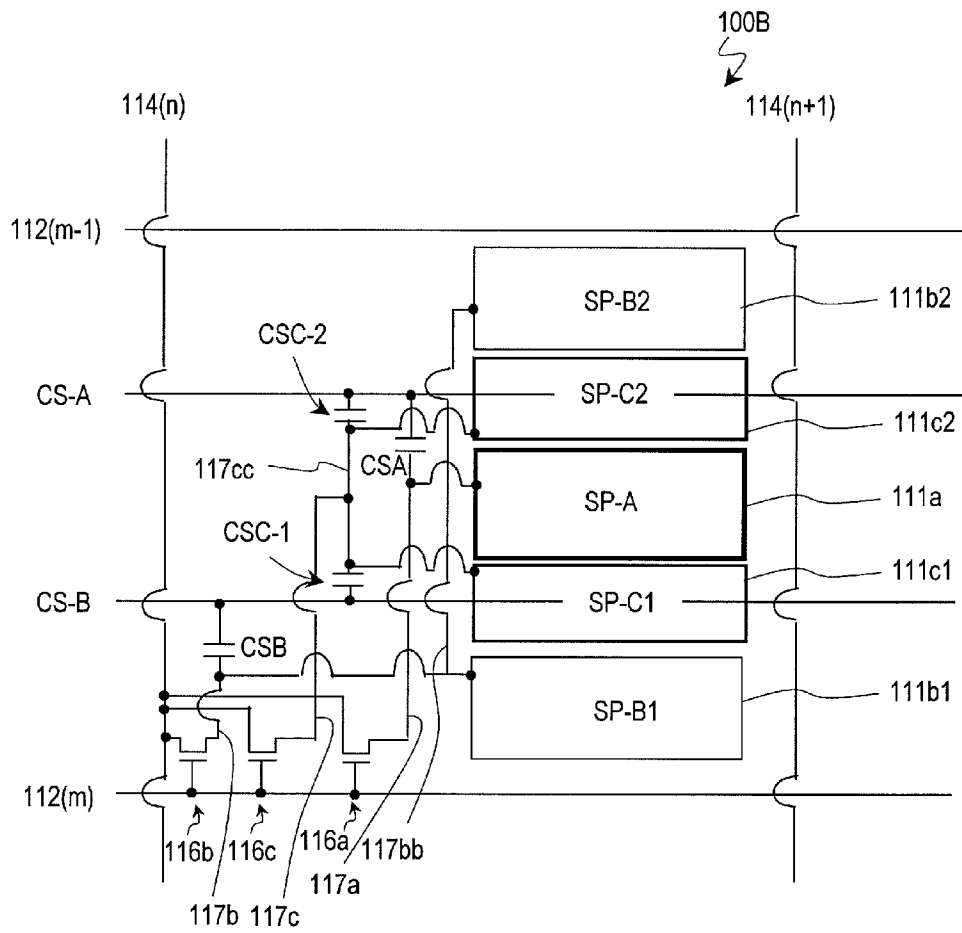 100B
114(n)
114(n+1)
112(m-1)
SP-B2
111b2
CSC-2
CS-A
SP-C2
111c2
CSA
117cc
SP-A
111a
CSC-1
111c1
CS-B
SP-C1
CSB
SP-B1
111b1
112(m)
116b
116c
116a
117bb
117a
117b
117c